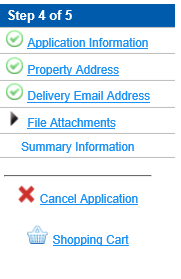 Step 4 of 5
Application Information
Property Address
Delivery Email Address
File Attachments
Summary Information
Cancel Application
Shopping Cart